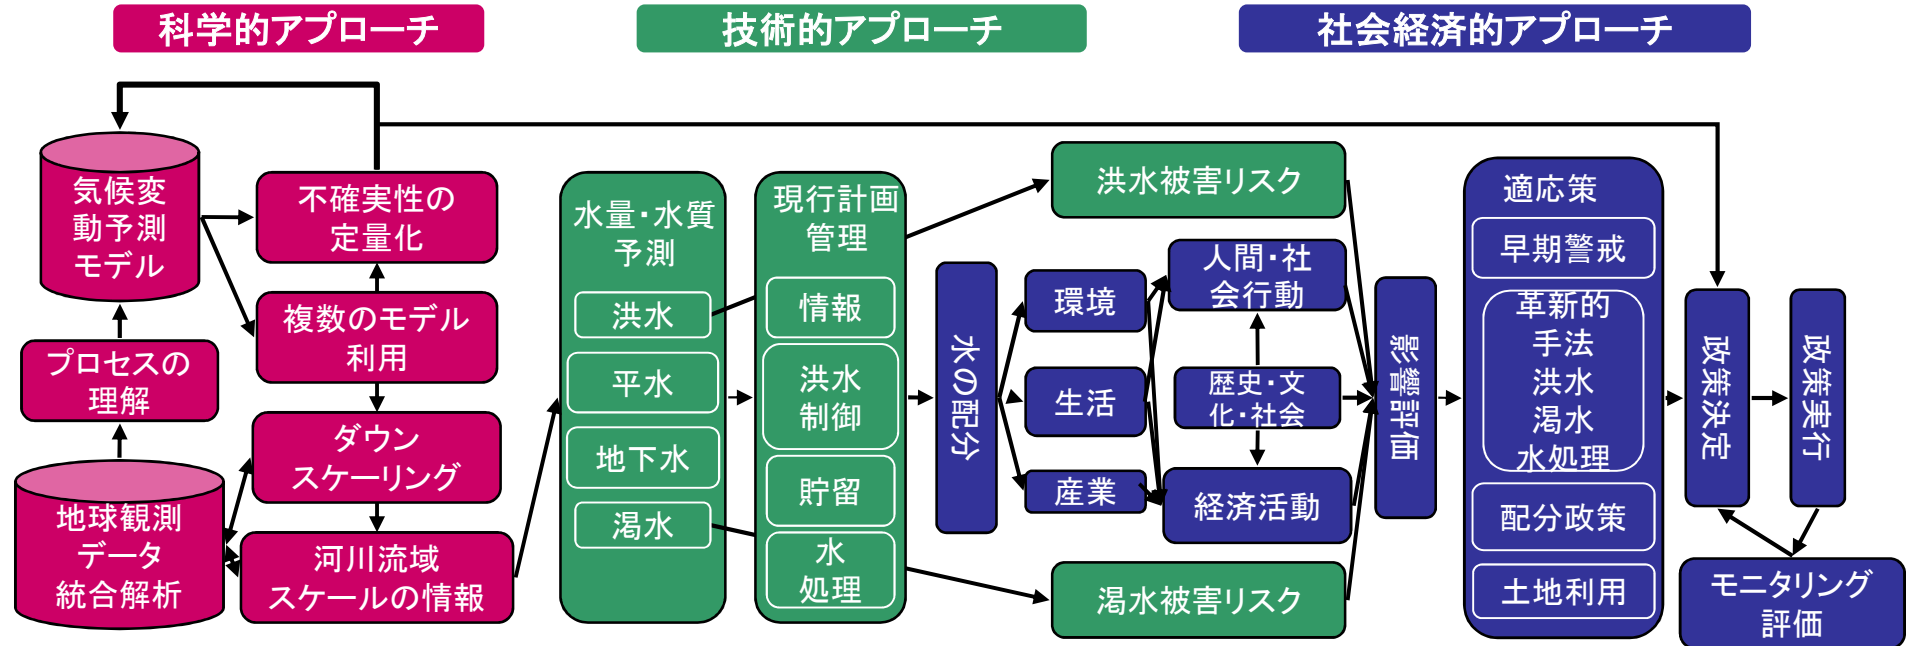 科学的アプローチ
技術的アプローチ
社会経済的アプローチ
気候変
動予測
モデル
不確実性の
定量化
複数のモデル
利用
プロセスの
理解
ダウン
スケーリング
地球観測
データ
統合解析
河川流域
スケールの情報
水量・水質
予測
洪水
平水
地下水
渇水
現行計画
管理
情報
洪水
制御
貯留
水
処理
洪水被害リスク
水の配分
環境
生活
産業
人間・社
会行動
歴史・文
化・社会
経済活動
渇水被害リスク
影響評価
適応策
早期警戒
革新的
手法
洪水
渇水
水処理
配分政策
土地利用
政策決定
政策実行
モニタリング
評価